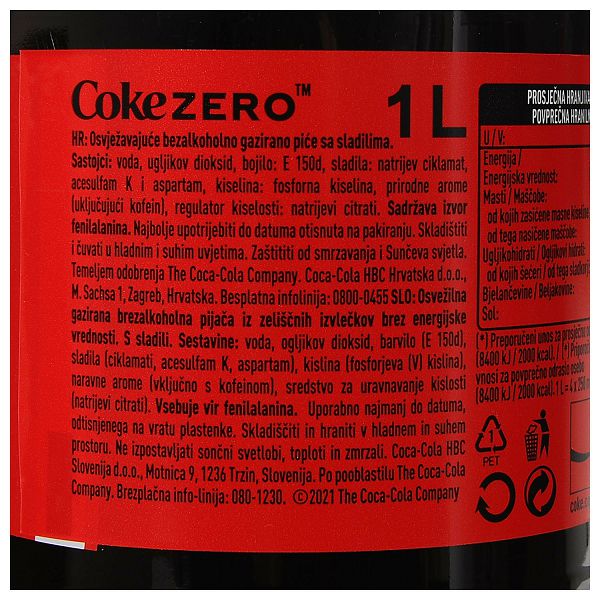 Coke ZERO™ 1 L
HR: Osvježavajuće bezalkoholno gazirano piće sa sladilima.
Sastojci: voda, ugljikov dioksid, bojilo: E 150d, sladila: natrijev ciklamat,
acesulfam K i aspartam, kiselina: fosforna kiselina, prirodne arome
(uključujući kofein), regulator kiselosti: natrijevi citrati. Sadržava izvor
fenilalanina. Najbolje upotrijebiti do datuma otisnuta na pakiranju. Skladištiti
i čuvati u hladnim i suhim uvjetima. Zaštititi od smrzavanja i Sunčeva svjetla.
Temeljem odobrenja The Coca-Cola Company. Coca-Cola HBC Hrvatska d.o.o.,
M. Sachsa 1, Zagreb, Hrvatska. Besplatna infolinija: 0800-0455 SLO: Osvežilna
gazirana brezalkoholna pijača iz zeliščnih izvlečkov brez energijske
vrednosti. S sladili. Sestavine: voda, ogljikov dioksid, barvilo (E 150d),
sladila (ciklamati, acesulfam K, aspartam), kislina (fosforjeva (V) kislina),
naravne arome (vključno s kofeinom), sredstvo za uravnavanje kislosti
(natrijevi citrati). Vsebuje vir fenilalanina. Uporabno najmanj do datuma,
odtisnjenega na vratu plastenke. Skladiščiti in hraniti v hladnem in suhem
prostoru. Ne izpostavljati sončni svetlobi, toploti in zmrzali. Coca-Cola HBC
Slovenija d.o.o., Motnica 9, 1236 Trzin, Slovenija. Po pooblastilu The Coca-Cola
Company. Brezplačna info-linija: 080-1230. ©2021 The Coca-Cola Company
PROSJEČNA HRANJIVA
POVPREČNA HRANILN
U / V:
Energija /
Energijska vrednost:
Masti / Maščobe:
od kojih zasićene masne kiseline
od tega nasičene maščobe:
Ugljikohidrati / Ogljikovi hidrati:
od kojih šećeri / od tega sladkorj
Bjelančevine / Beljakovine:
Sol:
(*) Preporučeni unos za prosječno o
(8400 kJ / 2000 kcal). / (*) Priporoč
vnosi za povprečno odraslo osebo
(8400 kJ / 2000 kcal). 1 L = 4 x 250 m
1
PET
coke.c